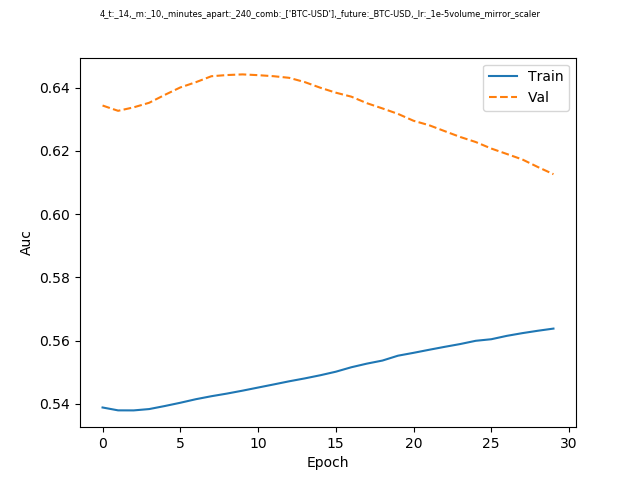 4_t:_14,_m:_10,_minutes_apart:_240_comb:_['BTC-USD'],_future:_BTC-USD,_lr:_1e-5volume_mirror_scaler
Train
Val
0.64
0.62
0.60
0.58
0.56
0.54
Auc
0 5 10 15 20 25 30
Epoch